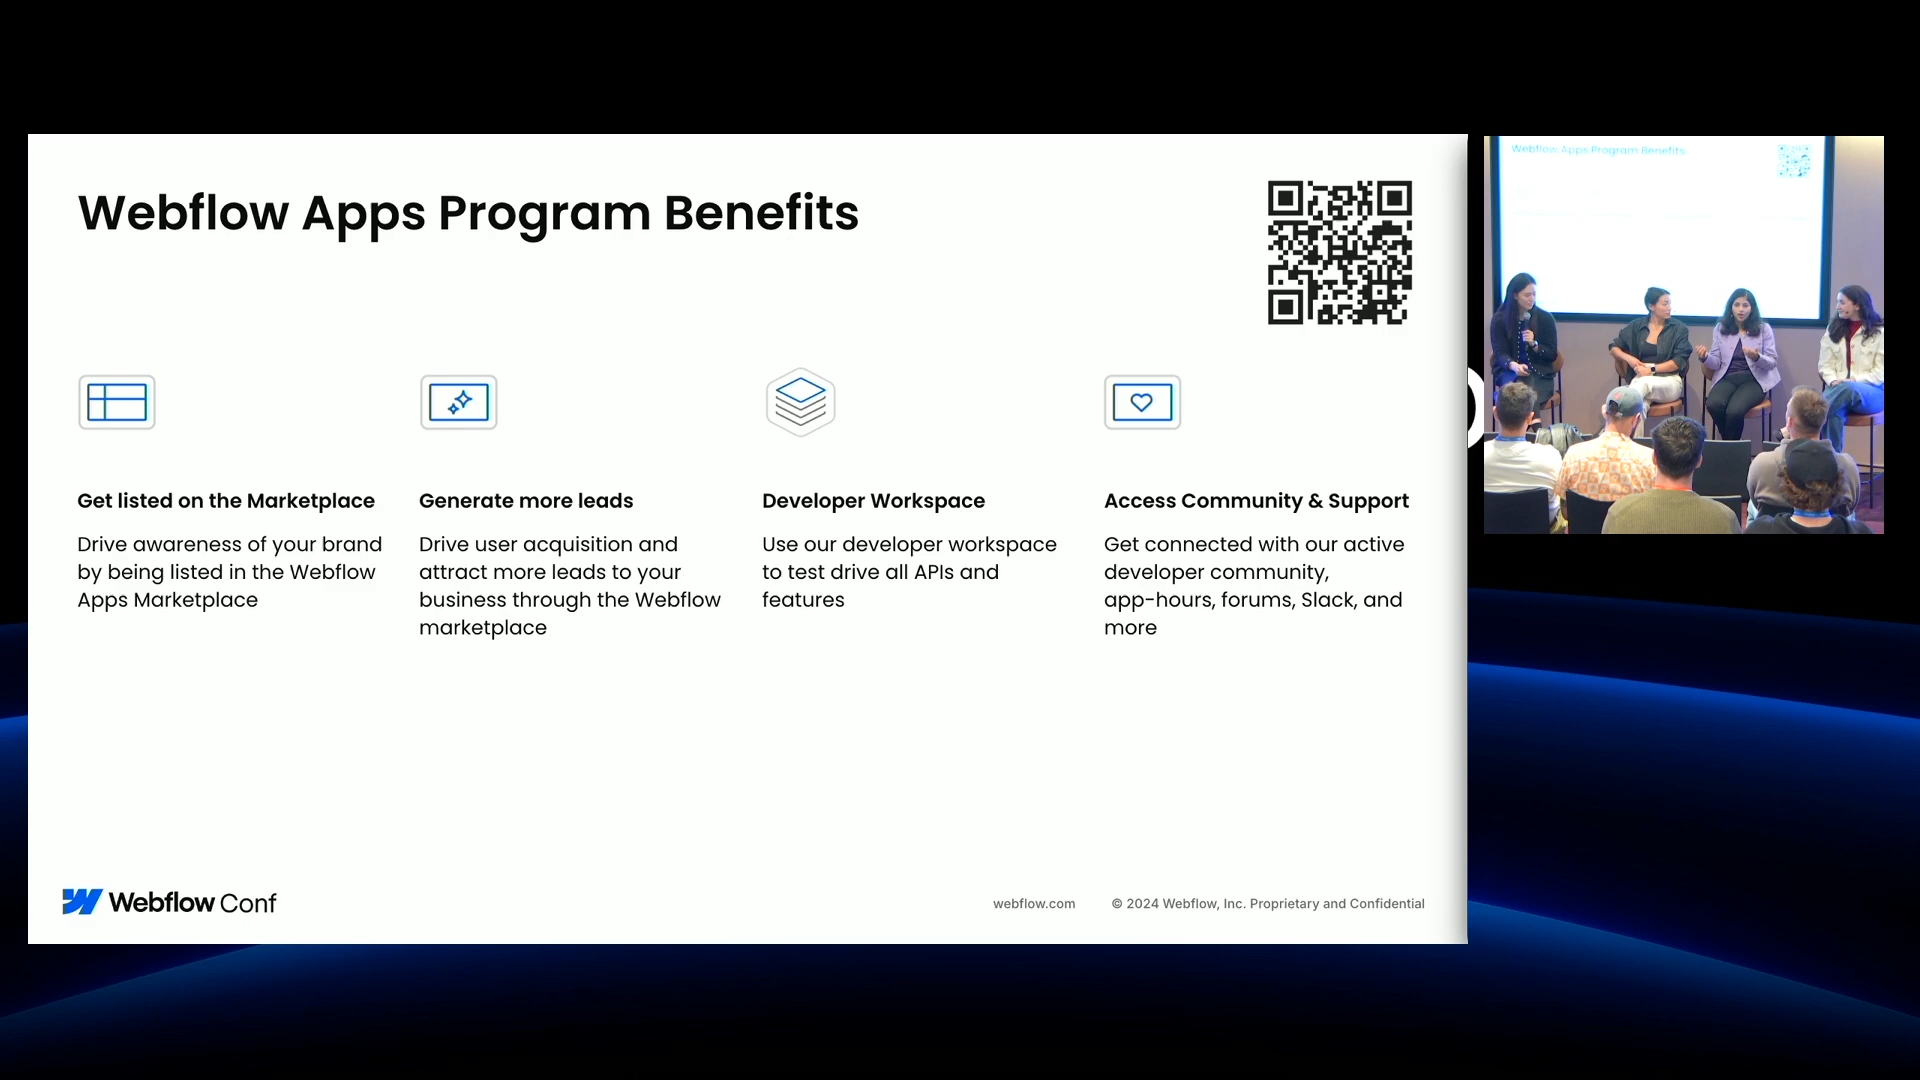 Webflow Apps Program Benefits
Get listed on the Marketplace
Drive awareness of your brand
by being listed in the Webflow
Apps Marketplace
Generate more leads
Drive user acquisition and
attract more leads to your
business through the Webflow
marketplace
Developer Workspace
Use our developer workspace
to test drive all APIs and
features
Access Community & Support
Get connected with our active
developer community,
app-hours, forums, Slack, and
more
Webflow Conf
webflow.com
© 2024 Webflow, Inc. Proprietary and Confidential
Webflow Apps Program Benefits